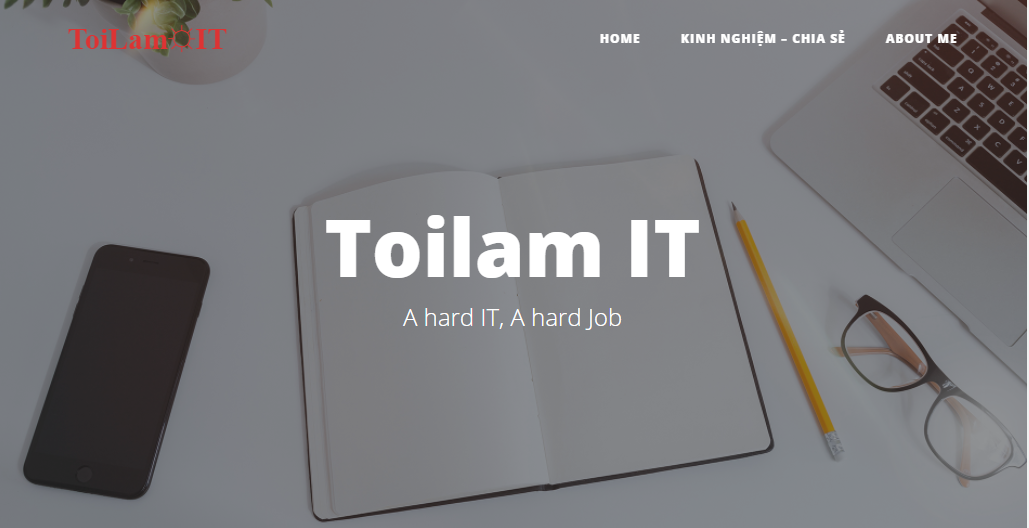 ToiLam☼IT
HOME KINH NGHIỆM – CHIA SẺ ABOUT ME
Toilam IT
A hard IT, A hard Job